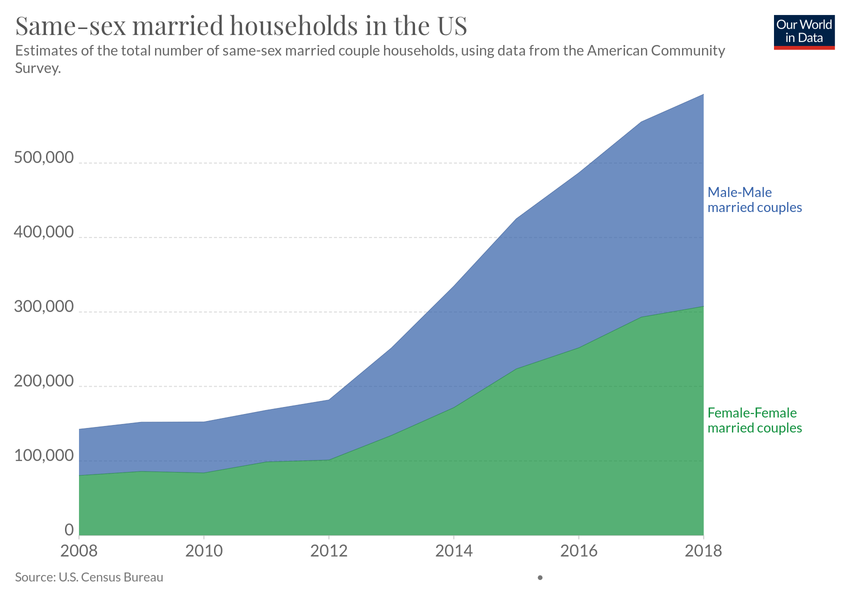 Same-sex married households in the US
Our World
in Data
Estimates of the total number of same-sex married couple households, using data from the American Community
Survey.
500,000
400,000
300,000
200,000
100,000
0
Male-Male
married couples
Female-Female
married couples
2008
2010
2012
2014
2016
2018
Source: U.S. Census Bureau
•